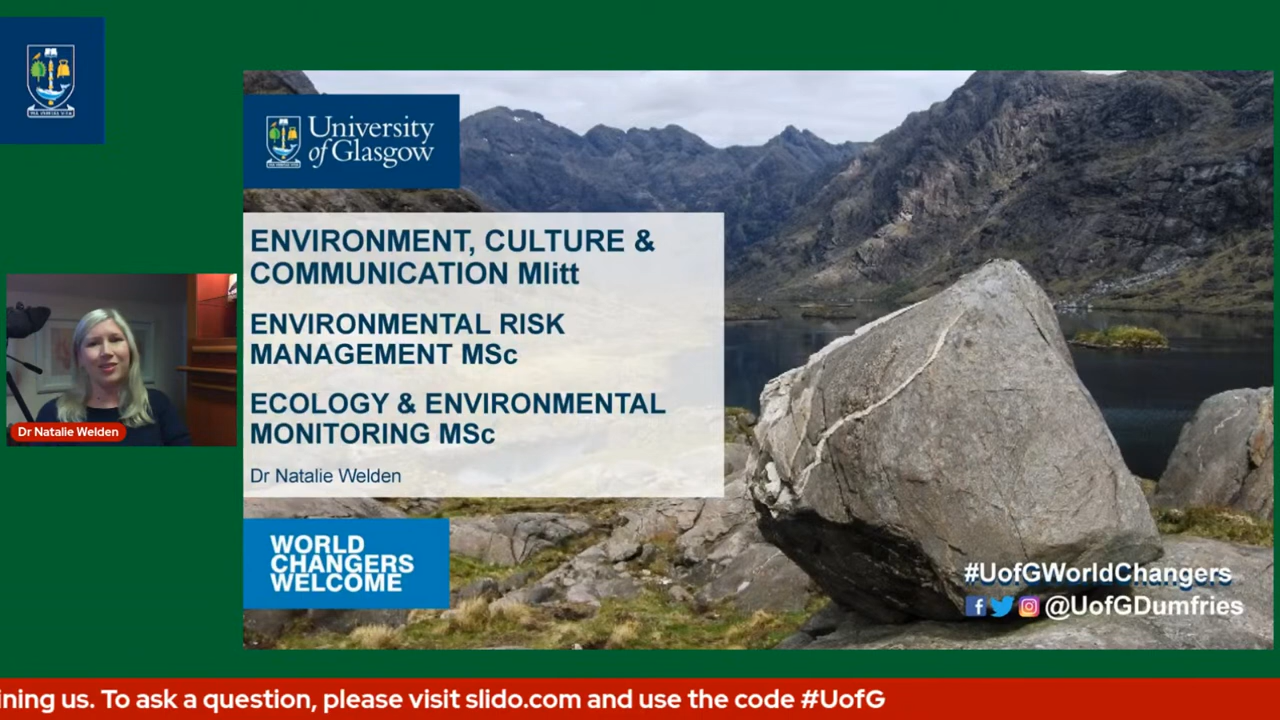 University
of Glasgow
ENVIRONMENT, CULTURE &
COMMUNICATION Mlitt
ENVIRONMENTAL RISK
MANAGEMENT MSc
ECOLOGY & ENVIRONMENTAL
MONITORING MSc
Dr Natalie Welden
Dr Natalie Welden
WORLD
CHANGERS
WELCOME
#UofGWorldChangers
@UofGDumfries
ning us. To ask a question, please visit slido.com and use the code #UofG